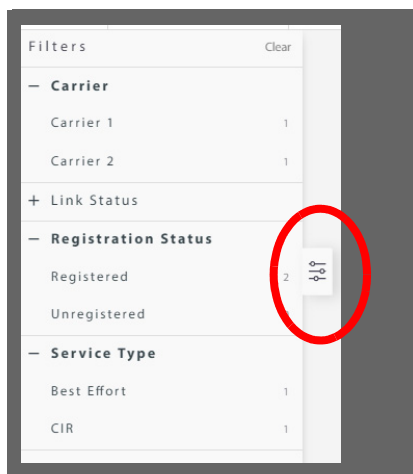 Filters Clear
— Carrier
Carrier 1 1
Carrier 2 1
+ Link Status
— Registration Status
Registered 2
Unregistered
— Service Type
Best Effort 1
CIR 1